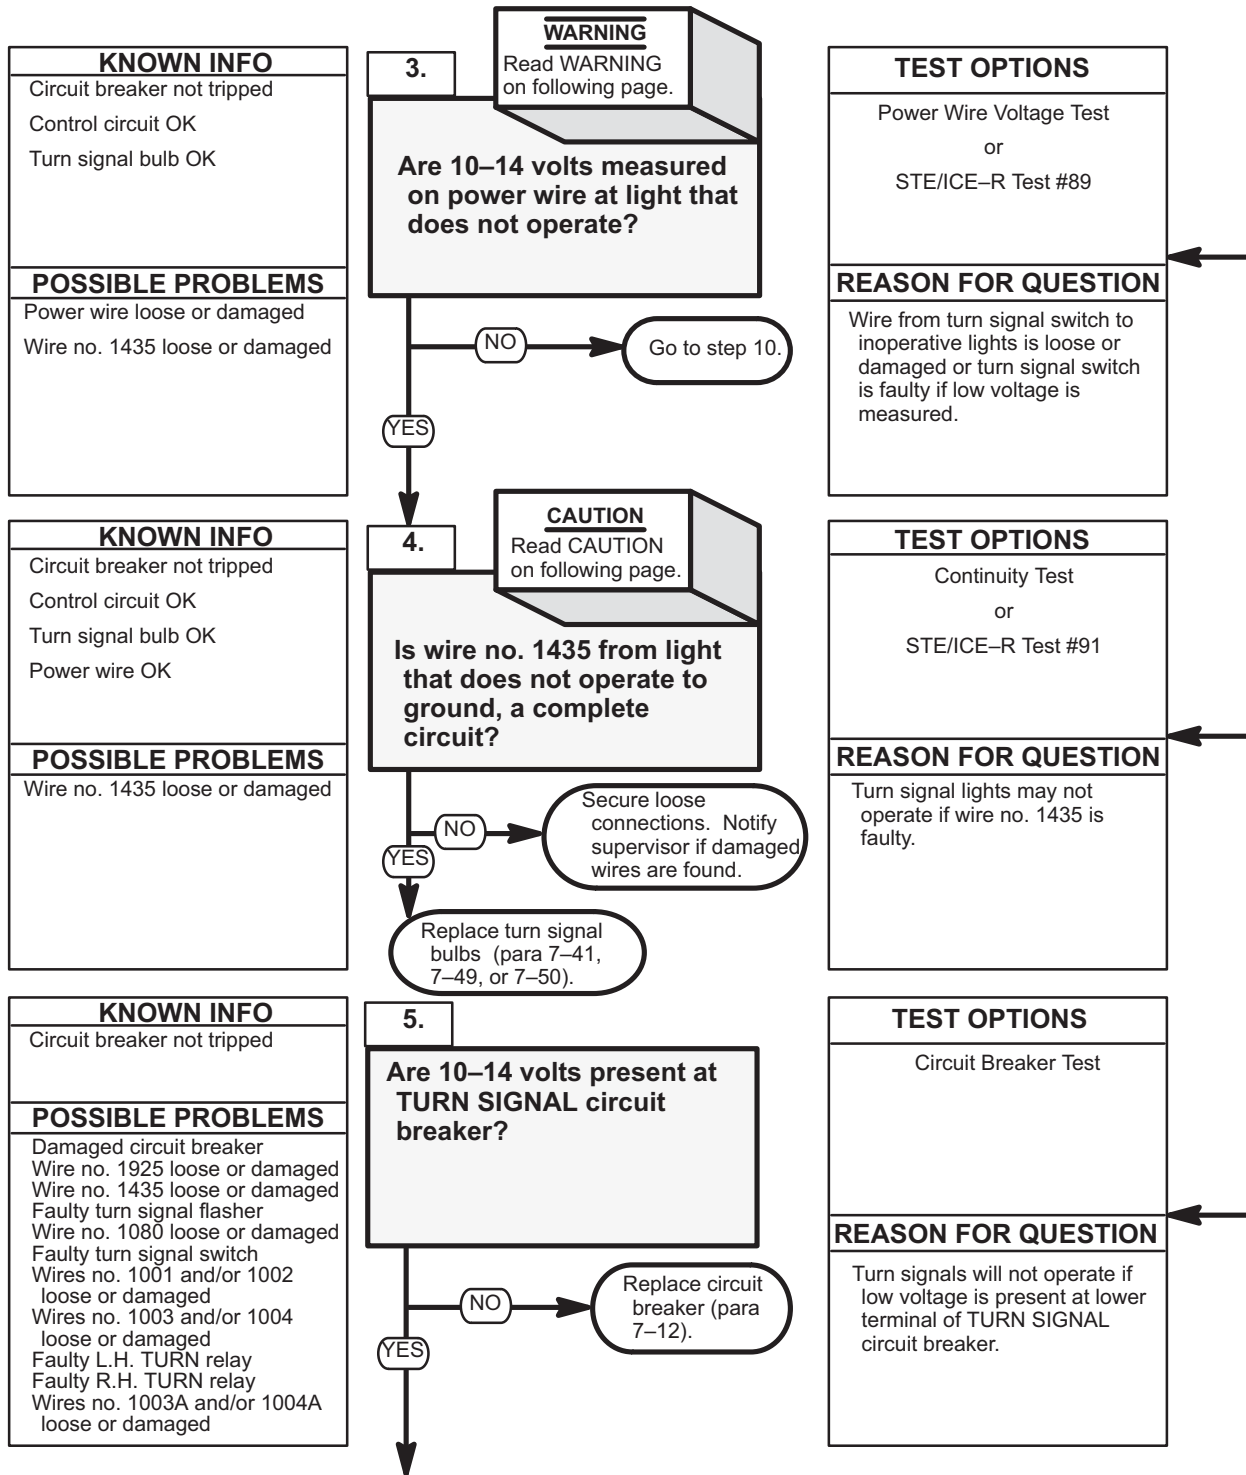 KNOWN INFO
Circuit breaker not tripped
Control circuit OK
Turn signal bulb OK
POSSIBLE PROBLEMS
Power wire loose or damaged
Wire no. 1435 loose or damaged
3.
WARNING
Read WARNING
on following page.
Are 10–14 volts measured
on power wire at light that
does not operate?
NO
Go to step 10.
YES
TEST OPTIONS
Power Wire Voltage Test
or
STE/ICE–R Test #89
REASON FOR QUESTION
Wire from turn signal switch to
inoperative lights is loose or
damaged or turn signal switch
is faulty if low voltage is
measured.
KNOWN INFO
Circuit breaker not tripped
Control circuit OK
Turn signal bulb OK
Power wire OK
POSSIBLE PROBLEMS
Wire no. 1435 loose or damaged
4.
CAUTION
Read CAUTION
on following page.
Is wire no. 1435 from light
that does not operate to
ground, a complete
circuit?
NO
Secure loose
connections. Notify
supervisor if damaged
wires are found.
YES
Replace turn signal
bulbs (para 7–41,
7–49, or 7–50).
TEST OPTIONS
Continuity Test
or
STE/ICE–R Test #91
REASON FOR QUESTION
Turn signal lights may not
operate if wire no. 1435 is
faulty.
KNOWN INFO
Circuit breaker not tripped
POSSIBLE PROBLEMS
Damaged circuit breaker
Wire no. 1925 loose or damaged
Wire no. 1435 loose or damaged
Faulty turn signal flasher
Wire no. 1080 loose or damaged
Faulty turn signal switch
Wires no. 1001 and/or 1002
loose or damaged
Wires no. 1003 and/or 1004
loose or damaged
Faulty L.H. TURN relay
Faulty R.H. TURN relay
Wires no. 1003A and/or 1004A
loose or damaged
5.
Are 10–14 volts present at
TURN SIGNAL circuit
breaker?
NO
Replace circuit
breaker (para
7–12).
YES
TEST OPTIONS
Circuit Breaker Test
REASON FOR QUESTION
Turn signals will not operate if
low voltage is present at lower
terminal of TURN SIGNAL
circuit breaker.